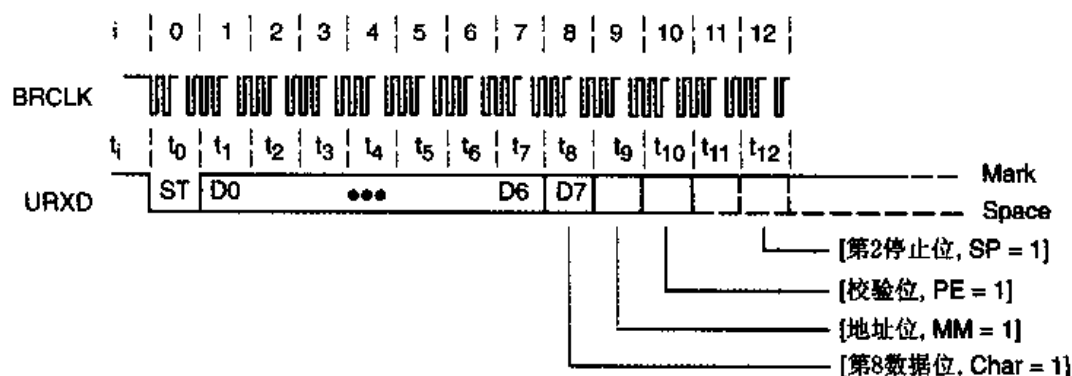 i 0 1 2 3 4 5 6 7 8 9 10 11 12
BRCLK
ti t0 t1 t2 t3 t4 t5 t6 t7 t8 t9 t10 t11 t12
URXD ST D0 ••• D6 D7
Mark
Space
[第2停止位, SP = 1]
[校验位, PE = 1]
[地址位, MM = 1]
[第8数据位, Char = 1]